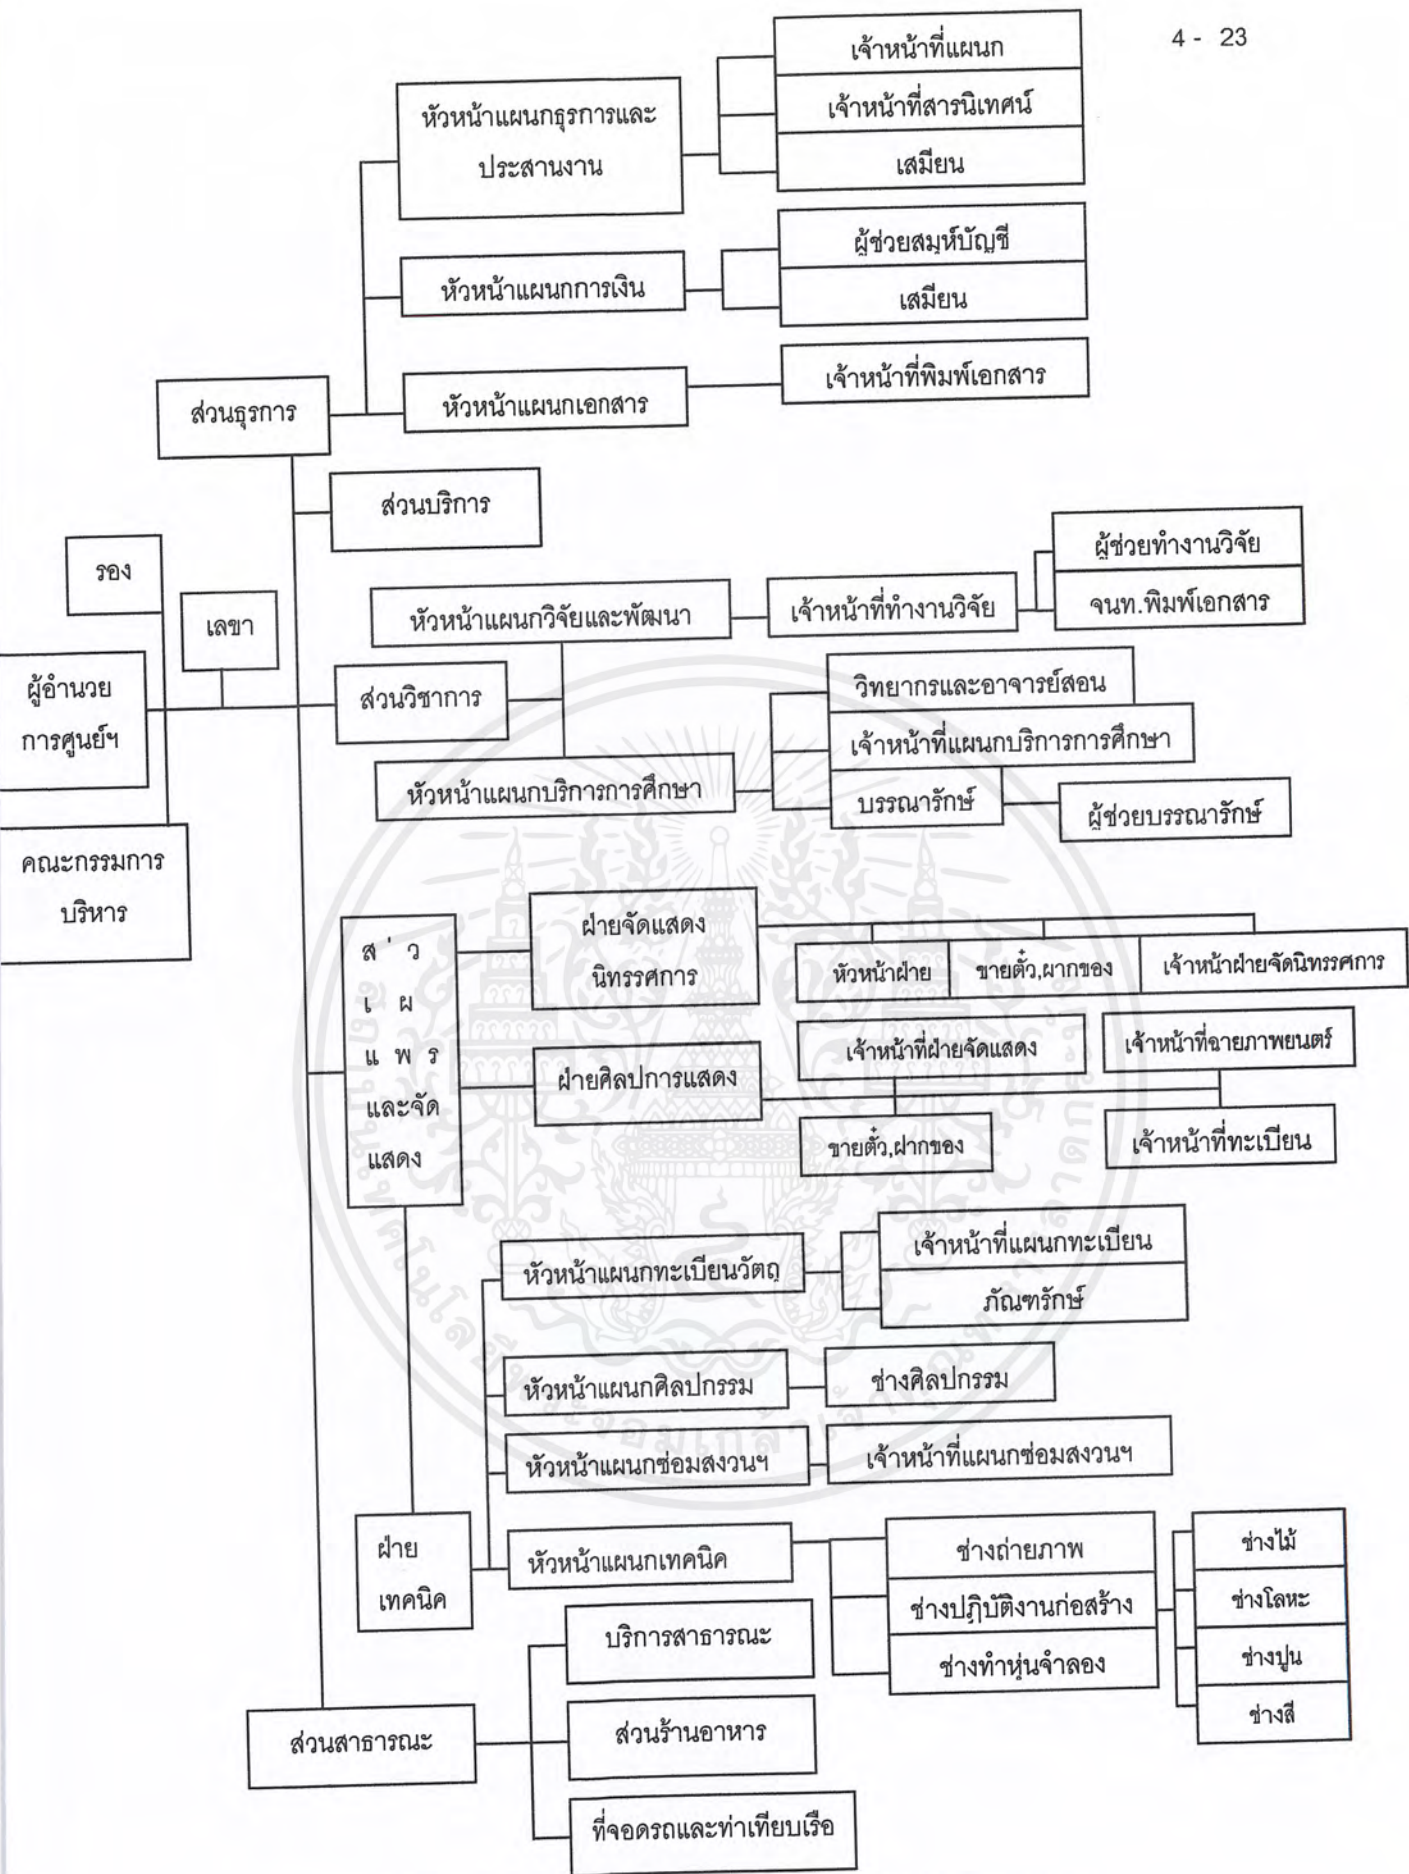 4 - 23
เจ้าหน้าที่แผนก
เจ้าหน้าที่สารนิเทศน์
เสมียน
หัวหน้าแผนกธุรการและ
ประสานงาน
ผู้ช่วยสมุห์บัญชี
เสมียน
หัวหน้าแผนกการเงิน
เจ้าหน้าที่พิมพ์เอกสาร
หัวหน้าแผนกเอกสาร
ส่วนธุรการ
ส่วนบริการ
รอง
เลขา
ผู้อำนวย
การศูนย์ฯ
คณะกรรมการ
บริหาร
หัวหน้าแผนกวิจัยและพัฒนา
เจ้าหน้าที่ทำงานวิจัย
ผู้ช่วยทำงานวิจัย
จนท.พิมพ์เอกสาร
ส่วนวิชาการ
หัวหน้าแผนกบริการการศึกษา
วิทยากรและอาจารย์สอน
เจ้าหน้าที่แผนกบริการการศึกษา
บรรณารักษ์
ผู้ช่วยบรรณารักษ์
ส ่ ว
เ ผ
แ พ ร
และจัด
แสดง
ฝ่ายจัดแสดง
นิทรรศการ
หัวหน้าฝ่าย
ขายตั๋ว,ผากของ
เจ้าหน้าฝ่ายจัดนิทรรศการ
ฝ่ายศิลปการแสดง
เจ้าหน้าที่ฝ่ายจัดแสดง
เจ้าหน้าที่ฉายภาพยนตร์
ขายตั๋ว,ฝากของ
เจ้าหน้าที่ทะเบียน
หัวหน้าแผนกทะเบียนวัตถุ
เจ้าหน้าที่แผนกทะเบียน
ภัณฑารักษ์
หัวหน้าแผนกศิลปกรรม
ช่างศิลปกรรม
หัวหน้าแผนกซ่อมสงวนฯ
เจ้าหน้าที่แผนกซ่อมสงวนฯ
ฝ่าย
เทคนิค
หัวหน้าแผนกเทคนิค
ช่างถ่ายภาพ
ช่างปฏิบัติงานก่อสร้าง
ช่างทำหุ่นจำลอง
ช่างไม้
ช่างโลหะ
ช่างปูน
ช่างสี
ส่วนสาธารณะ
บริการสาธารณะ
ส่วนร้านอาหาร
ที่จอดรถและท่าเทียบเรือ